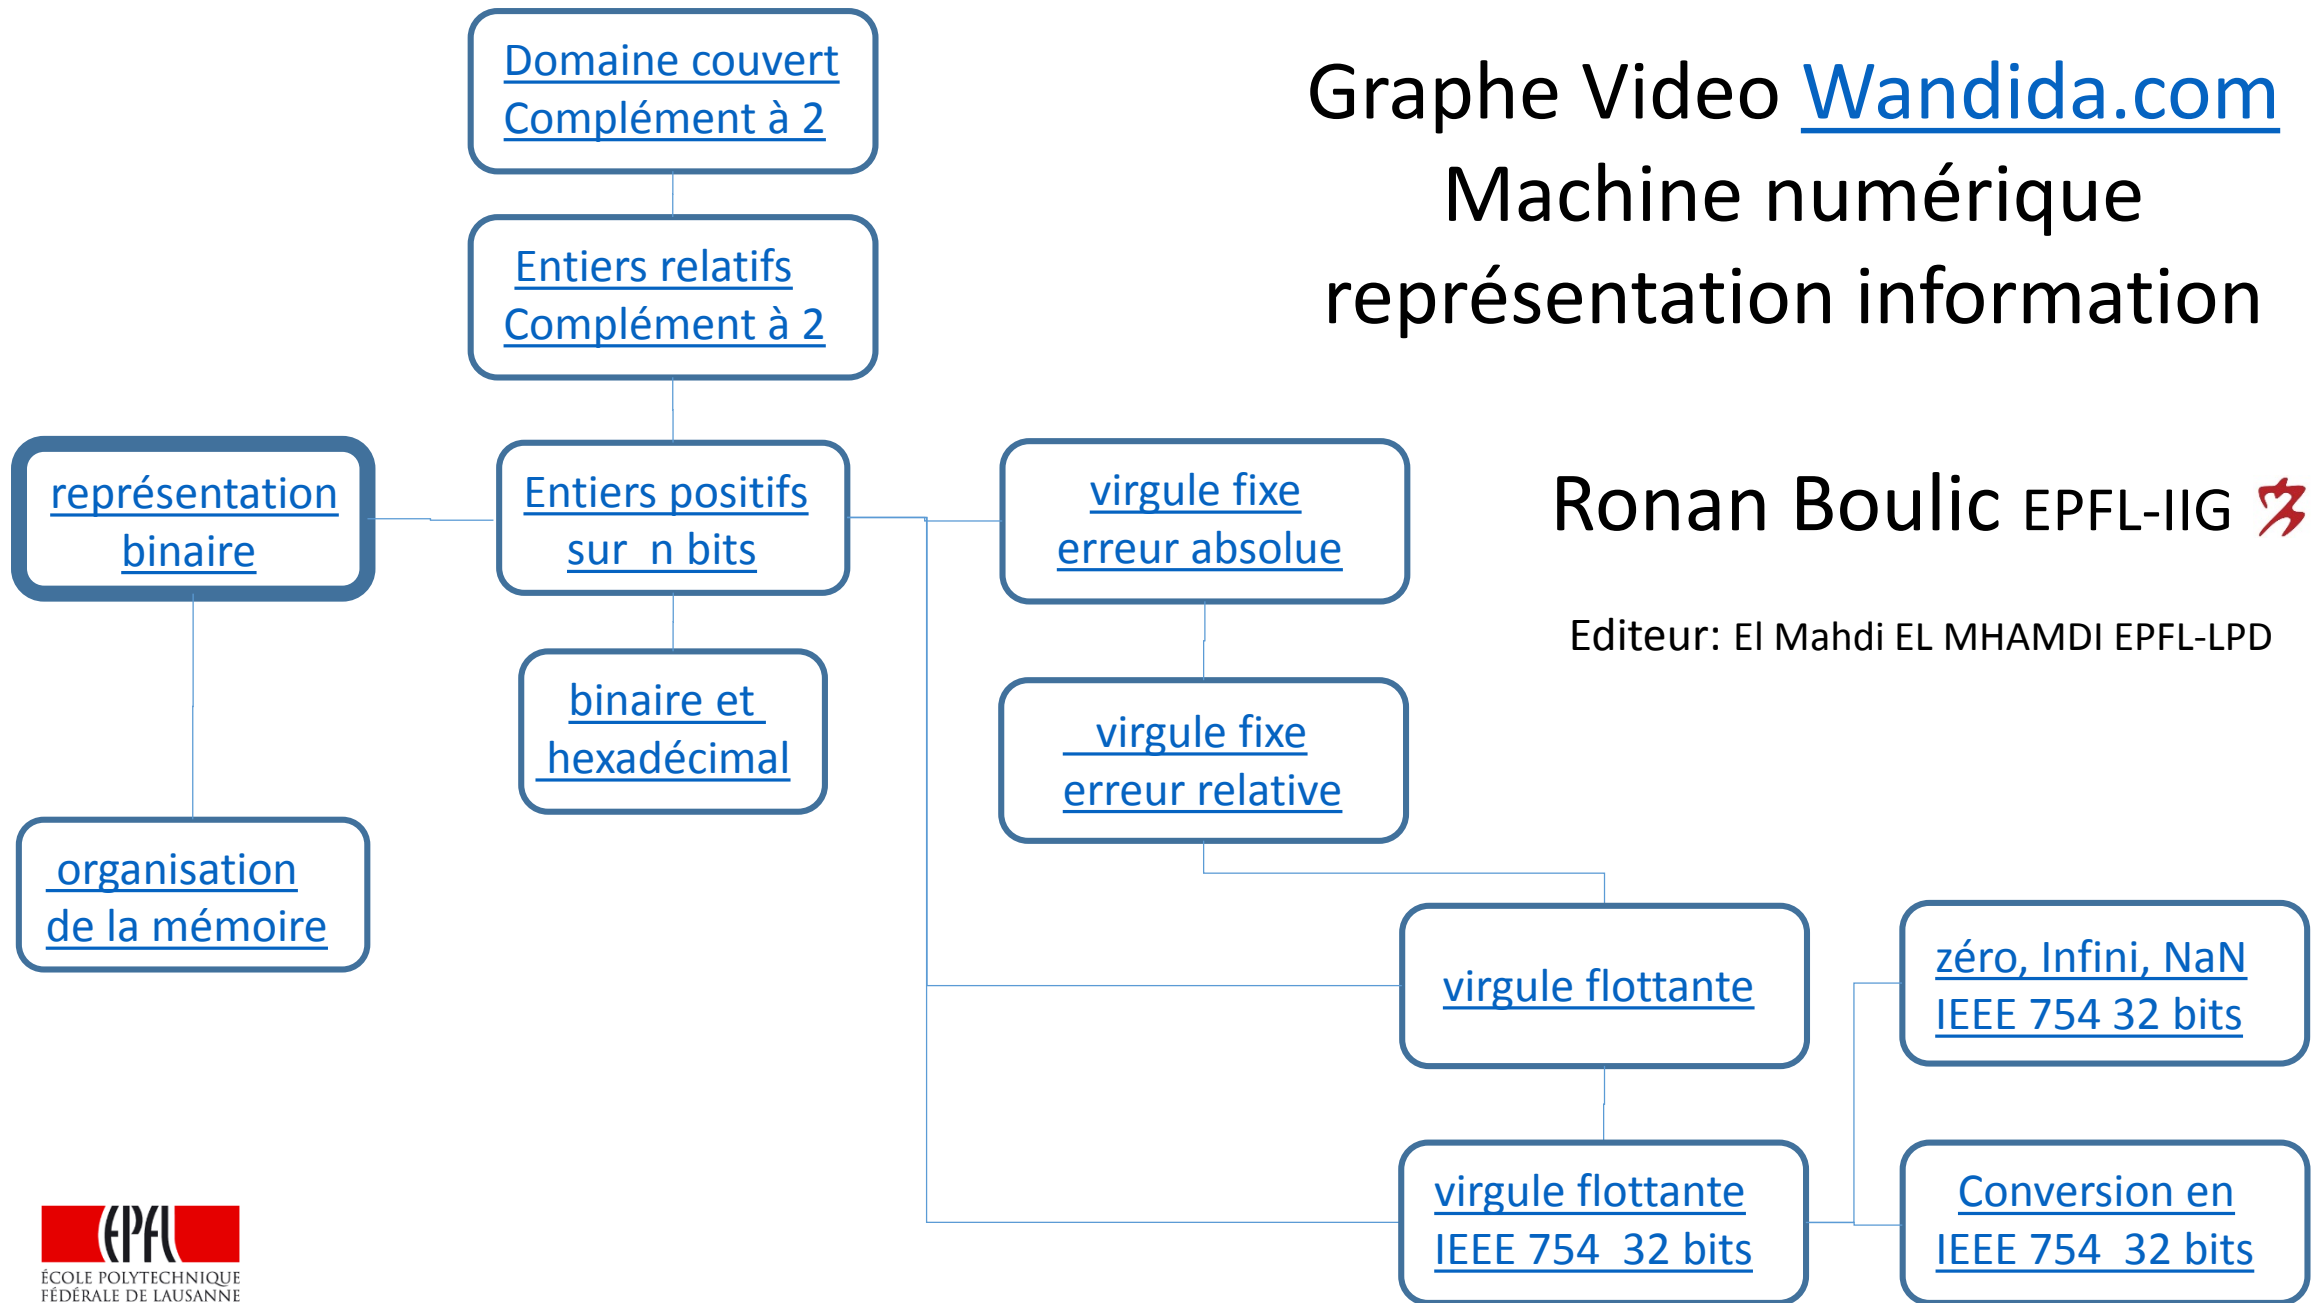 Graphe Video Wandida.com
Machine numérique
représentation information
Ronan Boulic EPFL-IIG
Editeur: El Mahdi EL MHAMDI EPFL-LPD
Domaine couvert
Complément à 2
Entiers relatifs
Complément à 2
représentation
binaire
Entiers positifs
sur n bits
virgule fixe
erreur absolue
binaire et
hexadécimal
virgule fixe
erreur relative
organisation
de la mémoire
virgule flottante
zéro, Infini, NaN
IEEE 754 32 bits
virgule flottante
IEEE 754 32 bits
Conversion en
IEEE 754 32 bits
EPFL
ÉCOLE POLYTECHNIQUE
FÉDÉRALE DE LAUSANNE